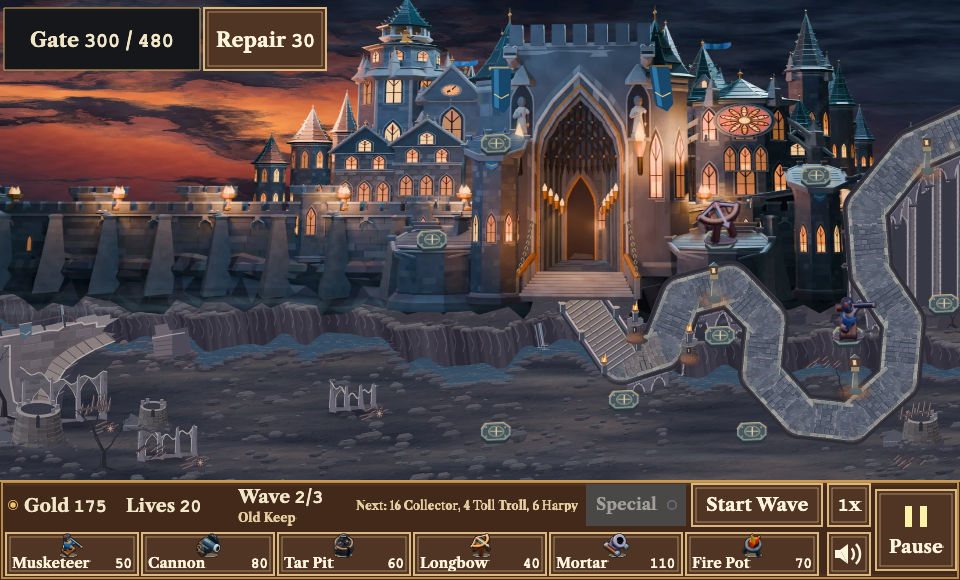 Gate 300 / 480
Repair 30
Gold 175
Lives 20
Wave 2/3
Old Keep
Next: 16 Collector, 4 Toll Troll, 6 Harpy
Special
Start Wave
1x
Pause
Musketeer 50
Cannon 80
Tar Pit 60
Longbow 40
Mortar 110
Fire Pot 70